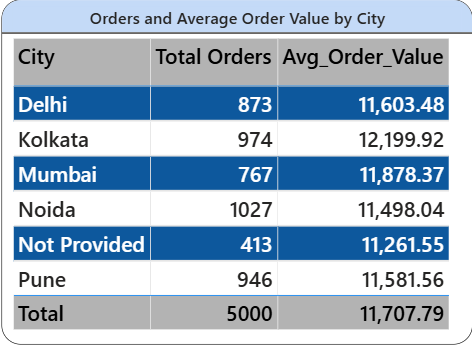 Orders and Average Order Value by City
City Total Orders Avg_Order_Value
Delhi 873 11,603.48
Kolkata 974 12,199.92
Mumbai 767 11,878.37
Noida 1027 11,498.04
Not Provided 413 11,261.55
Pune 946 11,581.56
Total 5000 11,707.79